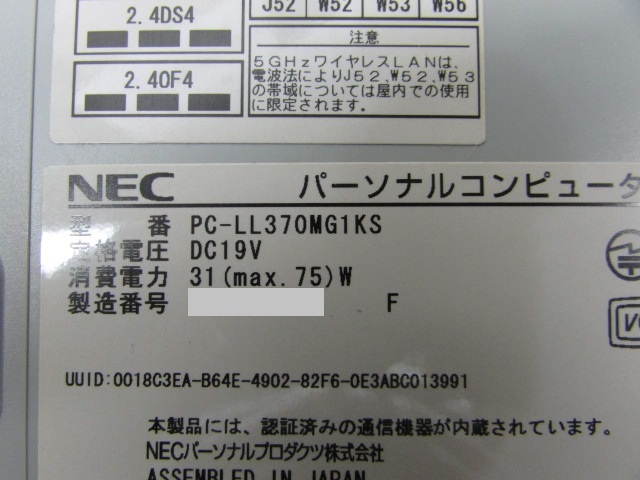 J52 W52 W53 W56
2.4DS4
2.4OF4
注意
5GHzワイヤレスLANは、
電波法によりJ52、W52、W53
の帯域については屋内での使用
に限定されます。
NEC パーソナルコンピュータ
型 番 PC-LL370MG1KS
定格電圧 DC19V
消費電力 31(max.75)W
製造番号 F
UUID:0018C3EA-B64E-4902-82F6-0E3ABC013991
本製品には、認証済みの通信機器が内蔵されています。
NECパーソナルプロダクツ株式会社
ASSEMBLED IN JAPAN